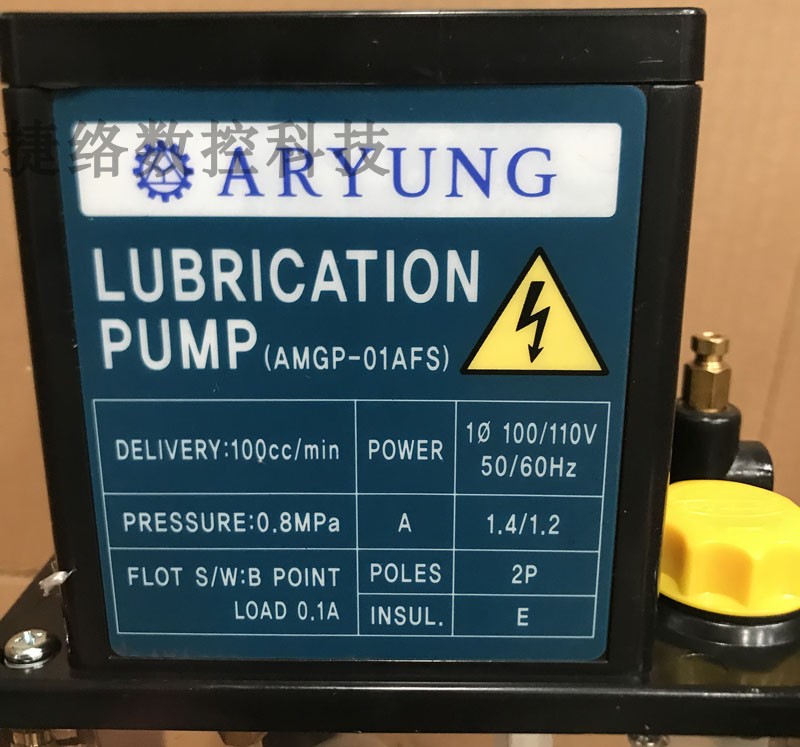 捷络数控科技
ARYUNG
LUBRICATION
PUMP (AMGP-01AFS)
DELIVERY:100cc/min POWER 1Ø 100/110V 50/60Hz
PRESSURE:0.8MPa A 1.4/1.2
FLOT S/W:B POINT LOAD 0.1A
POLES 2P
INSUL. E